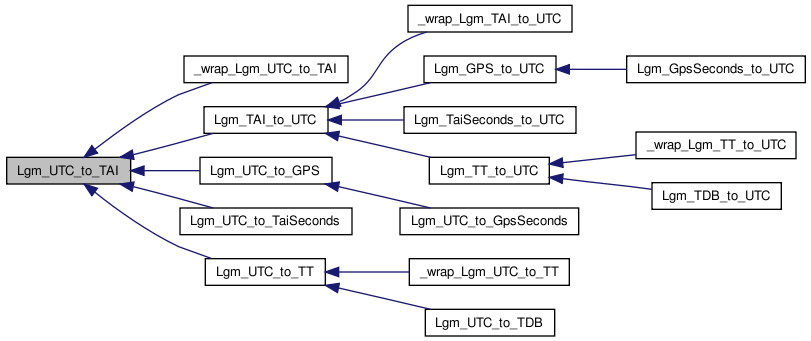 _wrap_Lgm_TAI_to_UTC
_wrap_Lgm_UTC_to_TAI
Lgm_GPS_to_UTC
Lgm_GpsSeconds_to_UTC
Lgm_TAI_to_UTC
Lgm_TaiSeconds_to_UTC
_wrap_Lgm_TT_to_UTC
Lgm_UTC_to_TAI
Lgm_UTC_to_GPS
Lgm_TT_to_UTC
Lgm_TDB_to_UTC
Lgm_UTC_to_TaiSeconds
Lgm_UTC_to_GpsSeconds
Lgm_UTC_to_TT
_wrap_Lgm_UTC_to_TT
Lgm_UTC_to_TDB